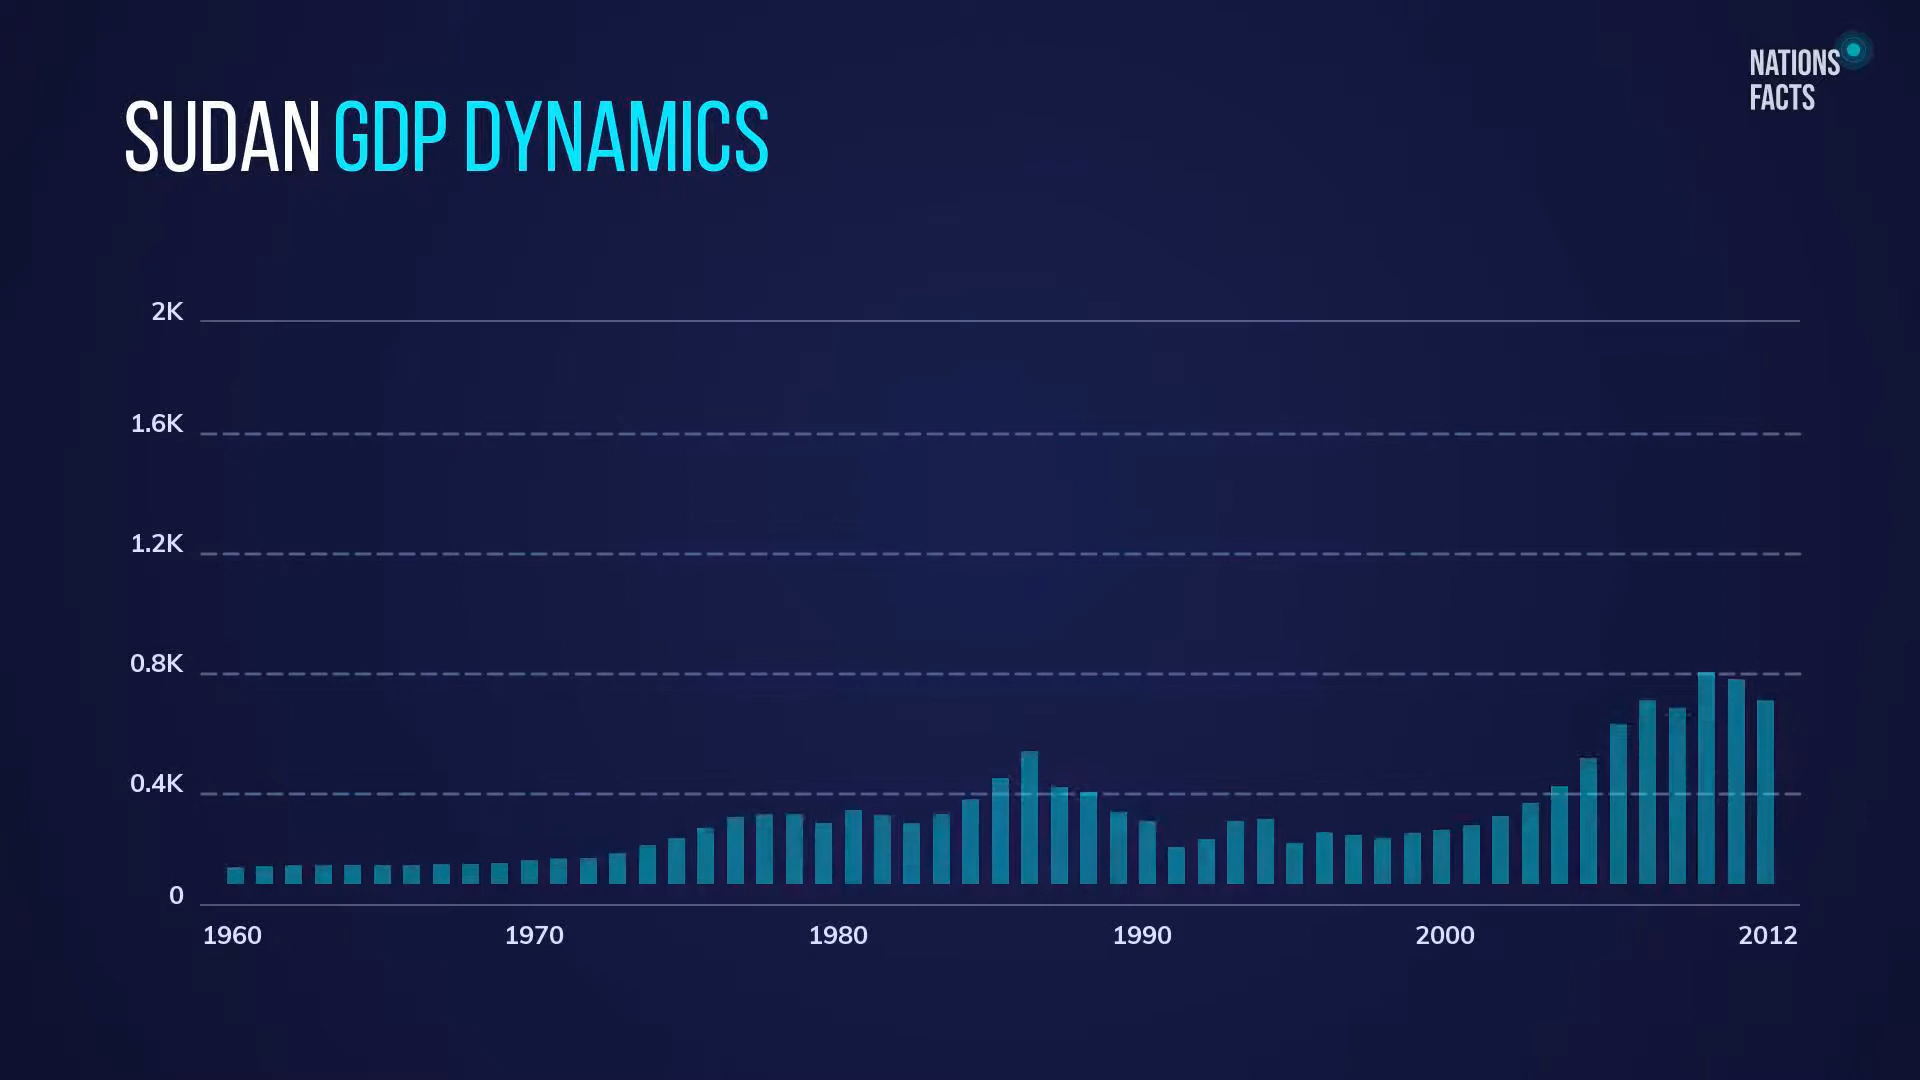 NATIONS
FACTS
SUDAN GDP DYNAMICS
2K
1.6K
1.2K
0.8K
0.4K
0
1960 1970 1980 1990 2000 2012